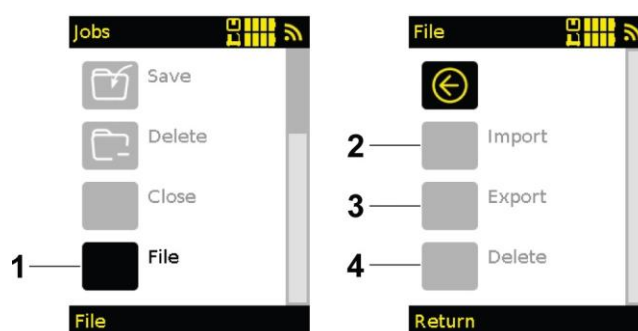 Jobs
Save
Delete
Close
1
File
File
File
2
Import
3
Export
4
Delete
Return